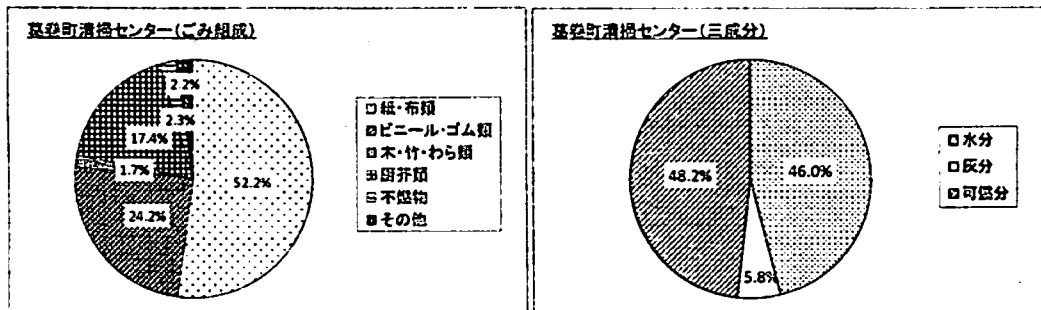 葛巻町清掃センター(ごみ組成)
2.2%
2.3%
17.4%
1.7%
24.2%
52.2%
紙・布類
ビニール・ゴム類
木・竹・わら類
厨芥類
不燃物
その他
葛巻町清掃センター(三成分)
48.2%
46.0%
5.8%
水分
灰分
可燃分